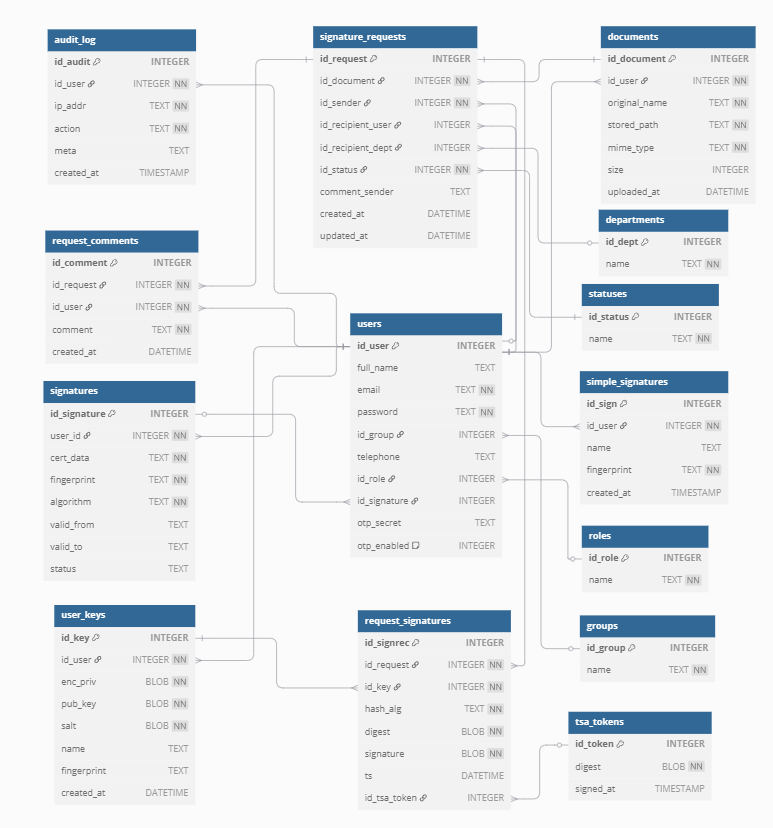 audit_log
id_audit INTEGER
id_user INTEGER NN
ip_addr TEXT NN
action TEXT NN
meta TEXT
created_at TIMESTAMP
signature_requests
id_request INTEGER
id_document INTEGER NN
id_sender INTEGER NN
id_recipient_user INTEGER
id_recipient_dept INTEGER
id_status INTEGER NN
comment_sender TEXT
created_at DATETIME
updated_at DATETIME
documents
id_document INTEGER
id_user INTEGER NN
original_name TEXT NN
stored_path TEXT NN
mime_type TEXT NN
size INTEGER
uploaded_at DATETIME
departments
id_dept INTEGER
name TEXT NN
request_comments
id_comment INTEGER
id_request INTEGER NN
id_user INTEGER NN
comment TEXT NN
created_at DATETIME
statuses
id_status INTEGER
name TEXT NN
users
id_user INTEGER
full_name TEXT
email TEXT NN
password TEXT NN
id_group INTEGER
telephone TEXT
id_role INTEGER
id_signature INTEGER
otp_secret TEXT
otp_enabled INTEGER
simple_signatures
id_sign INTEGER
id_user INTEGER NN
name TEXT
fingerprint TEXT NN
created_at TIMESTAMP
signatures
id_signature INTEGER
user_id INTEGER NN
cert_data TEXT NN
fingerprint TEXT NN
algorithm TEXT NN
valid_from TEXT
valid_to TEXT
status TEXT
roles
id_role INTEGER
name TEXT NN
user_keys
id_key INTEGER
id_user INTEGER NN
enc_priv BLOB NN
pub_key BLOB NN
salt BLOB NN
name TEXT
fingerprint TEXT
created_at DATETIME
request_signatures
id_signrec INTEGER
id_request INTEGER NN
id_key INTEGER NN
hash_alg TEXT NN
digest BLOB NN
signature BLOB NN
ts DATETIME
id_tsa_token INTEGER
groups
id_group INTEGER
name TEXT NN
tsa_tokens
id_token INTEGER
digest BLOB NN
signed_at TIMESTAMP